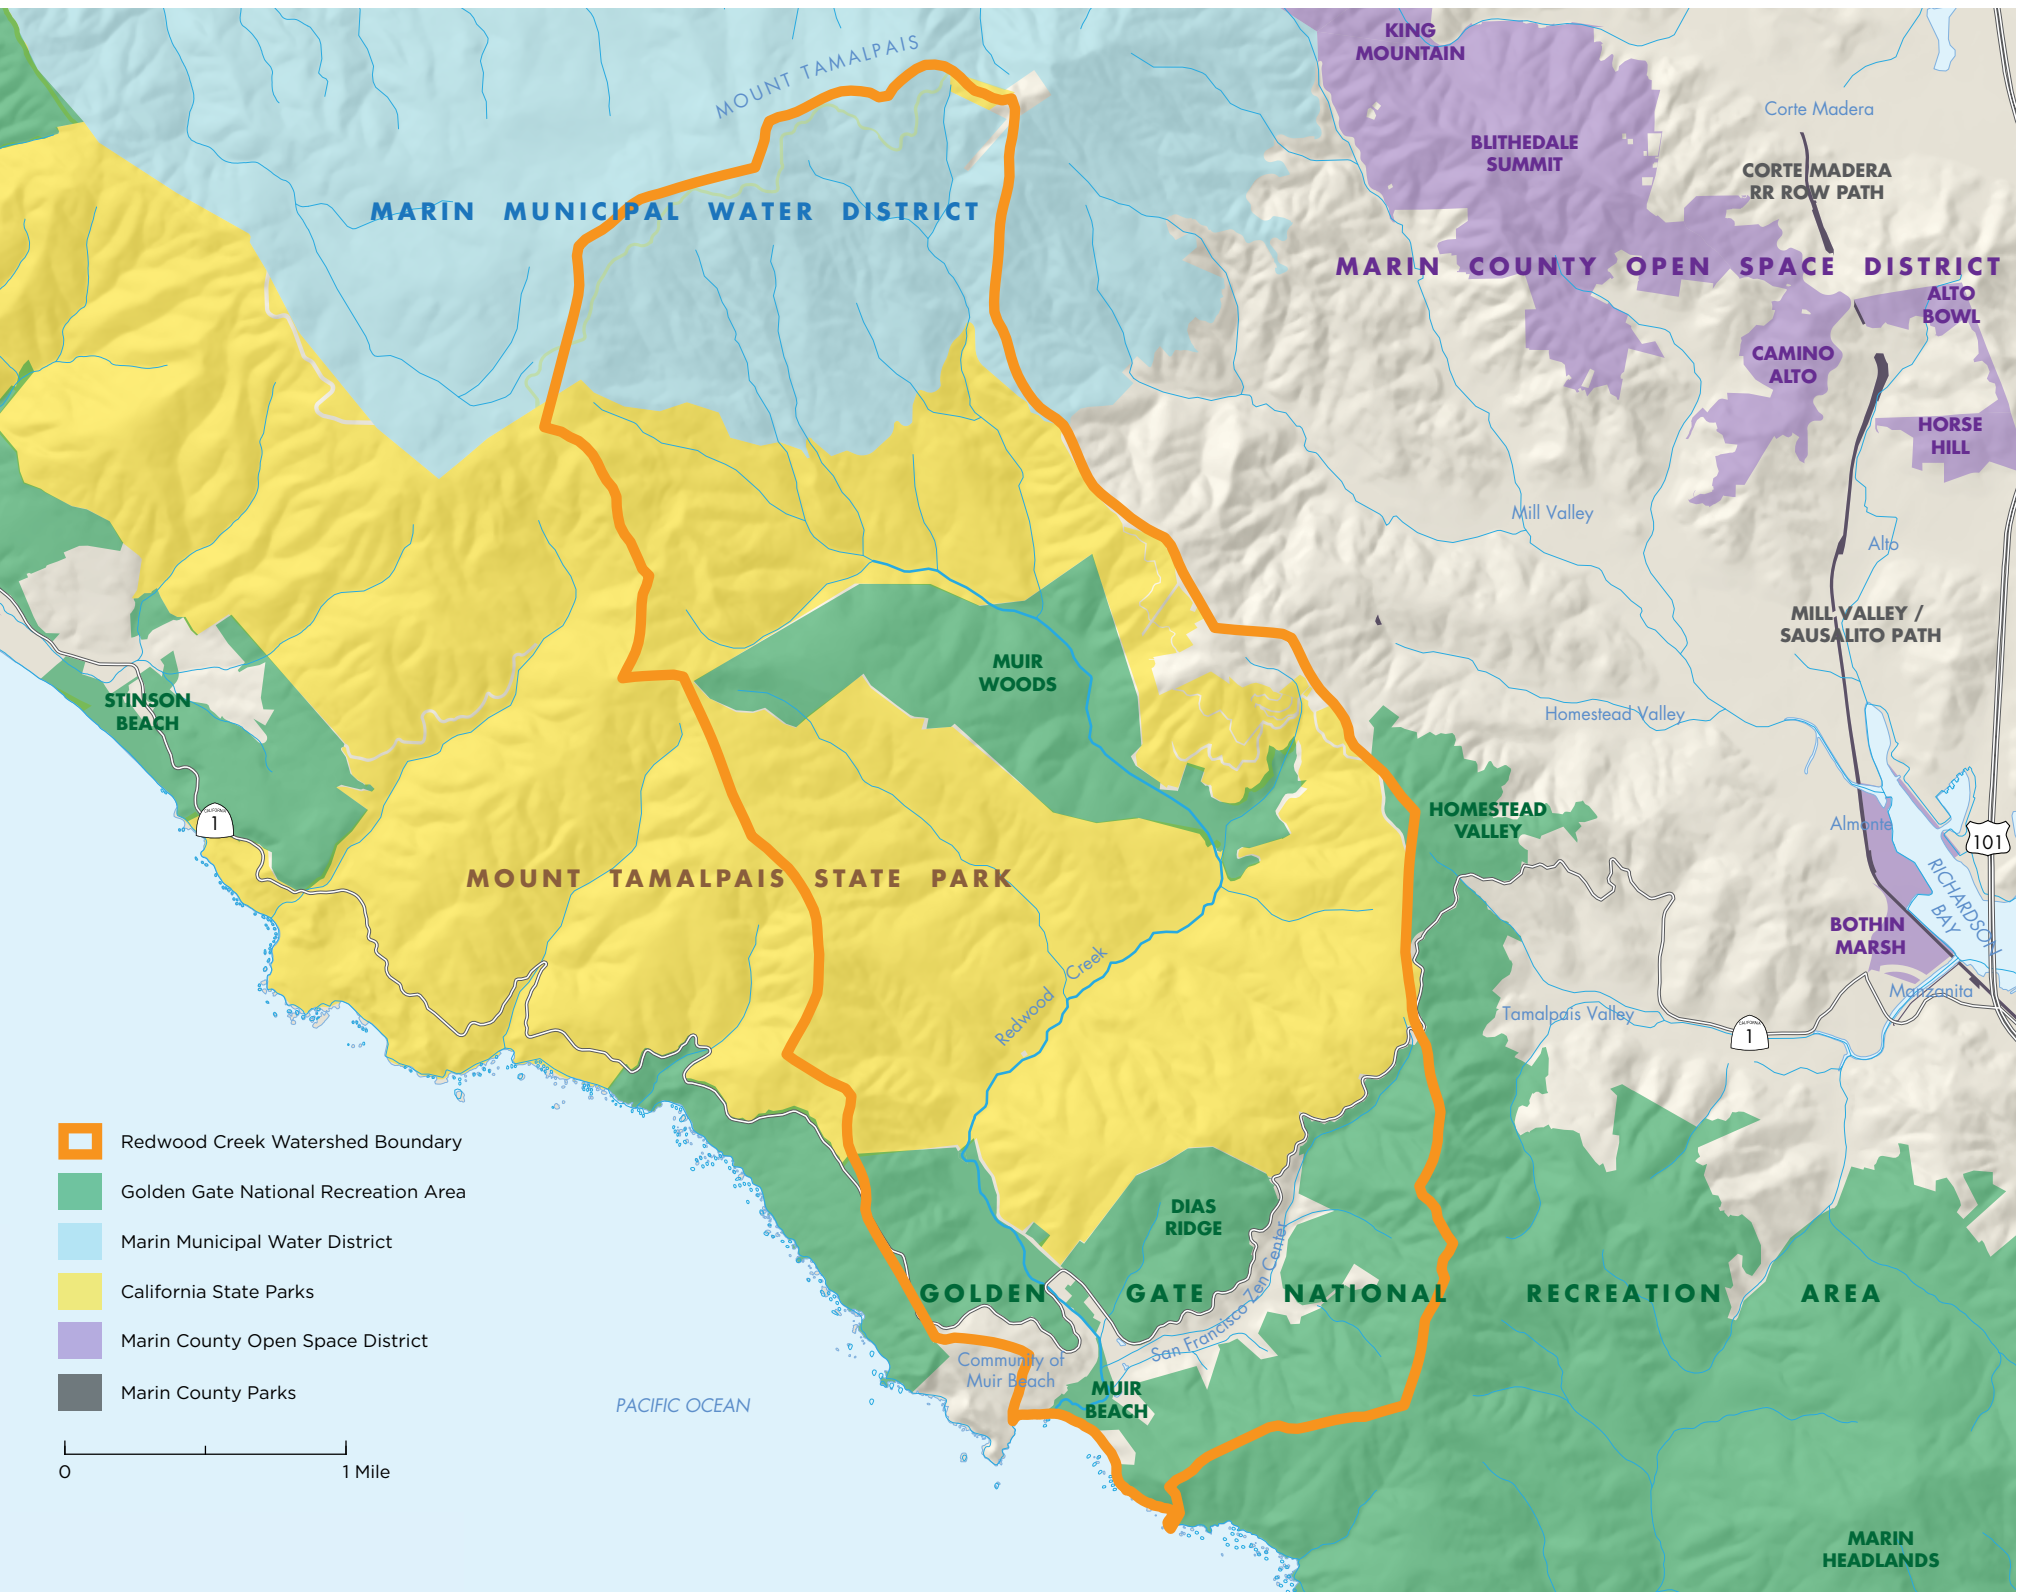 KING
MOUNTAIN
MOUNT TAMALPAIS
Corte Madera
BLITHEDALE
SUMMIT
CORTE MADERA
RR ROW PATH
MARIN MUNICIPAL WATER DISTRICT
MARIN COUNTY OPEN SPACE DISTRICT
ALTO
BOWL
CAMINO
ALTO
HORSE
HILL
Mill Valley
Alto
MILL VALLEY /
SAUSALITO PATH
MUIR
WOODS
STINSON
BEACH
Homestead Valley
CALIFORNIA
1
HOMESTEAD
VALLEY
Almonte
101
RICHARDSON
BAY
MOUNT TAMALPAIS STATE PARK
BOTHIN
MARSH
Redwood Creek
Manzanita
Tamalpais Valley
CALIFORNIA
1
DIAS
RIDGE
San Francisco Zen Center
GOLDEN GATE NATIONAL RECREATION AREA
Community of
Muir Beach
MUIR
BEACH
PACIFIC OCEAN
MARIN
HEADLANDS
Redwood Creek Watershed Boundary
Golden Gate National Recreation Area
Marin Municipal Water District
California State Parks
Marin County Open Space District
Marin County Parks
0 1 Mile